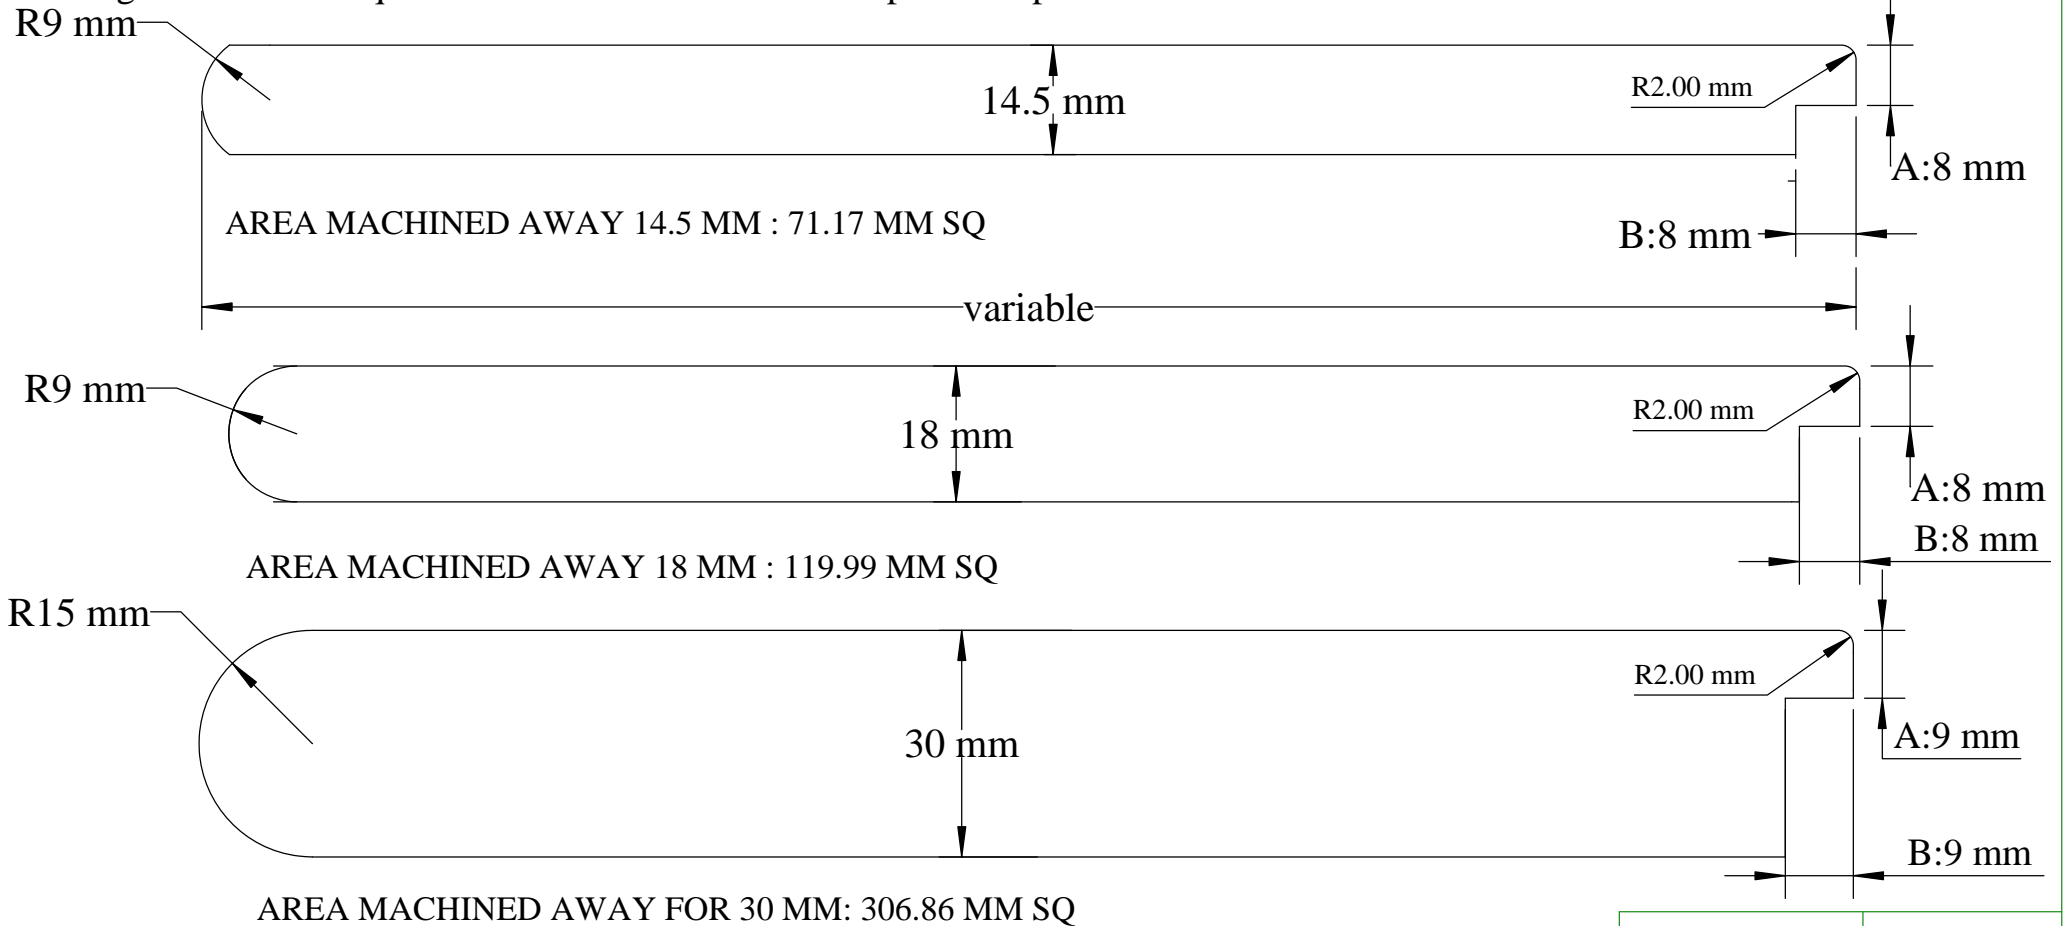 R9 mm
14.5 mm
R2.00 mm
A:8 mm
AREA MACHINED AWAY 14.5 MM : 71.17 MM SQ
B:8 mm
variable
R9 mm
18 mm
R2.00 mm
A:8 mm
B:8 mm
AREA MACHINED AWAY 18 MM : 119.99 MM SQ
R15 mm
30 mm
R2.00 mm
A:9 mm
B:9 mm
AREA MACHINED AWAY FOR 30 MM: 306.86 MM SQ